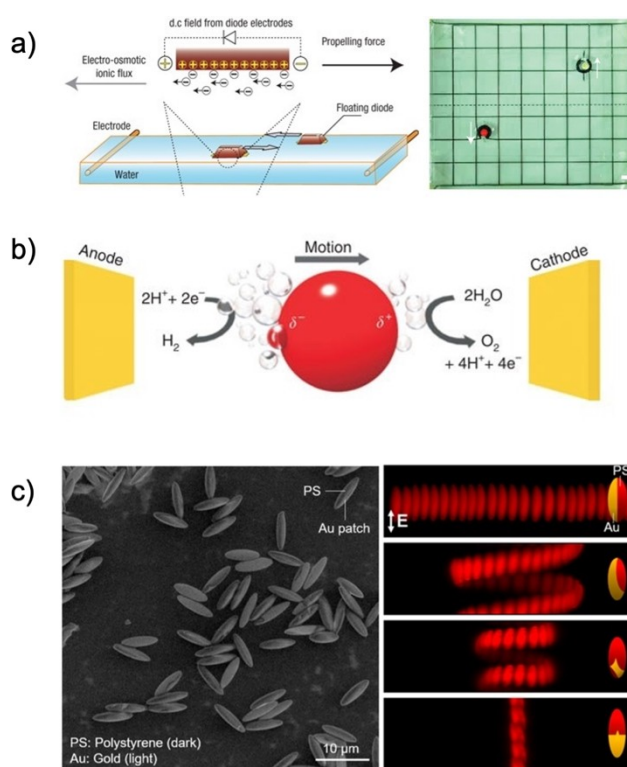 a)
d.c field from diode electrodes
Electro-osmotic
ionic flux
Propelling force
Electrode
Floating diode
Water
b)
Anode
Motion
Cathode
2H⁺+ 2e⁻
H₂
δ⁻
δ⁺
2H₂O
O₂
+ 4H⁺+ 4e⁻
c)
PS
Au patch
PS: Polystyrene (dark)
Au: Gold (light)
10 μm
PS
E
Au